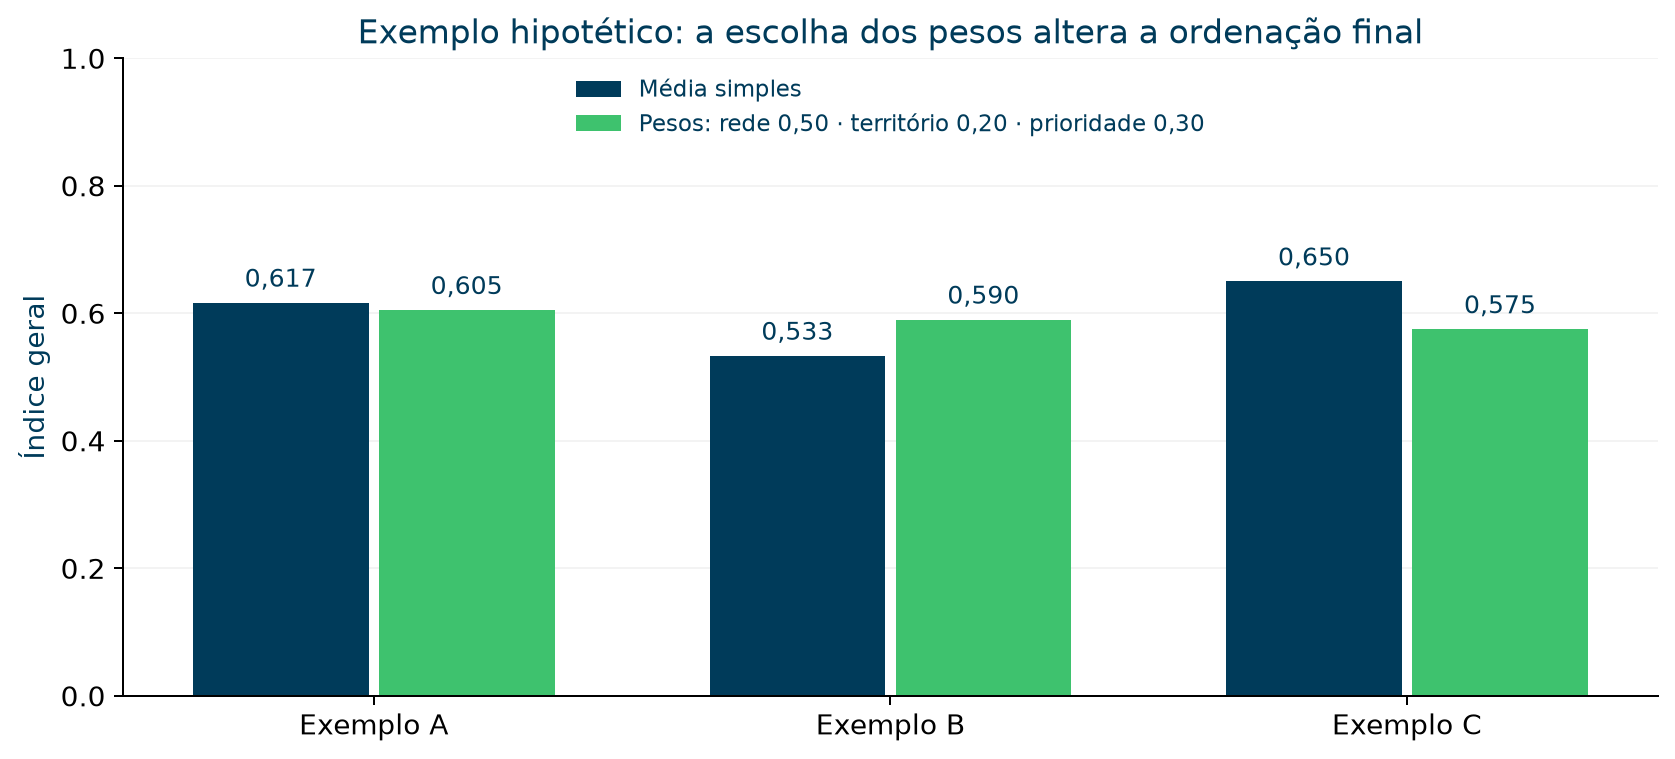 Exemplo hipotético: a escolha dos pesos altera a ordenação final
Média simples
Pesos: rede 0,50 · território 0,20 · prioridade 0,30
Índice geral
1.0
0.8
0.6
0.4
0.2
0.0
0,617
0,605
0,533
0,590
0,650
0,575
Exemplo A
Exemplo B
Exemplo C